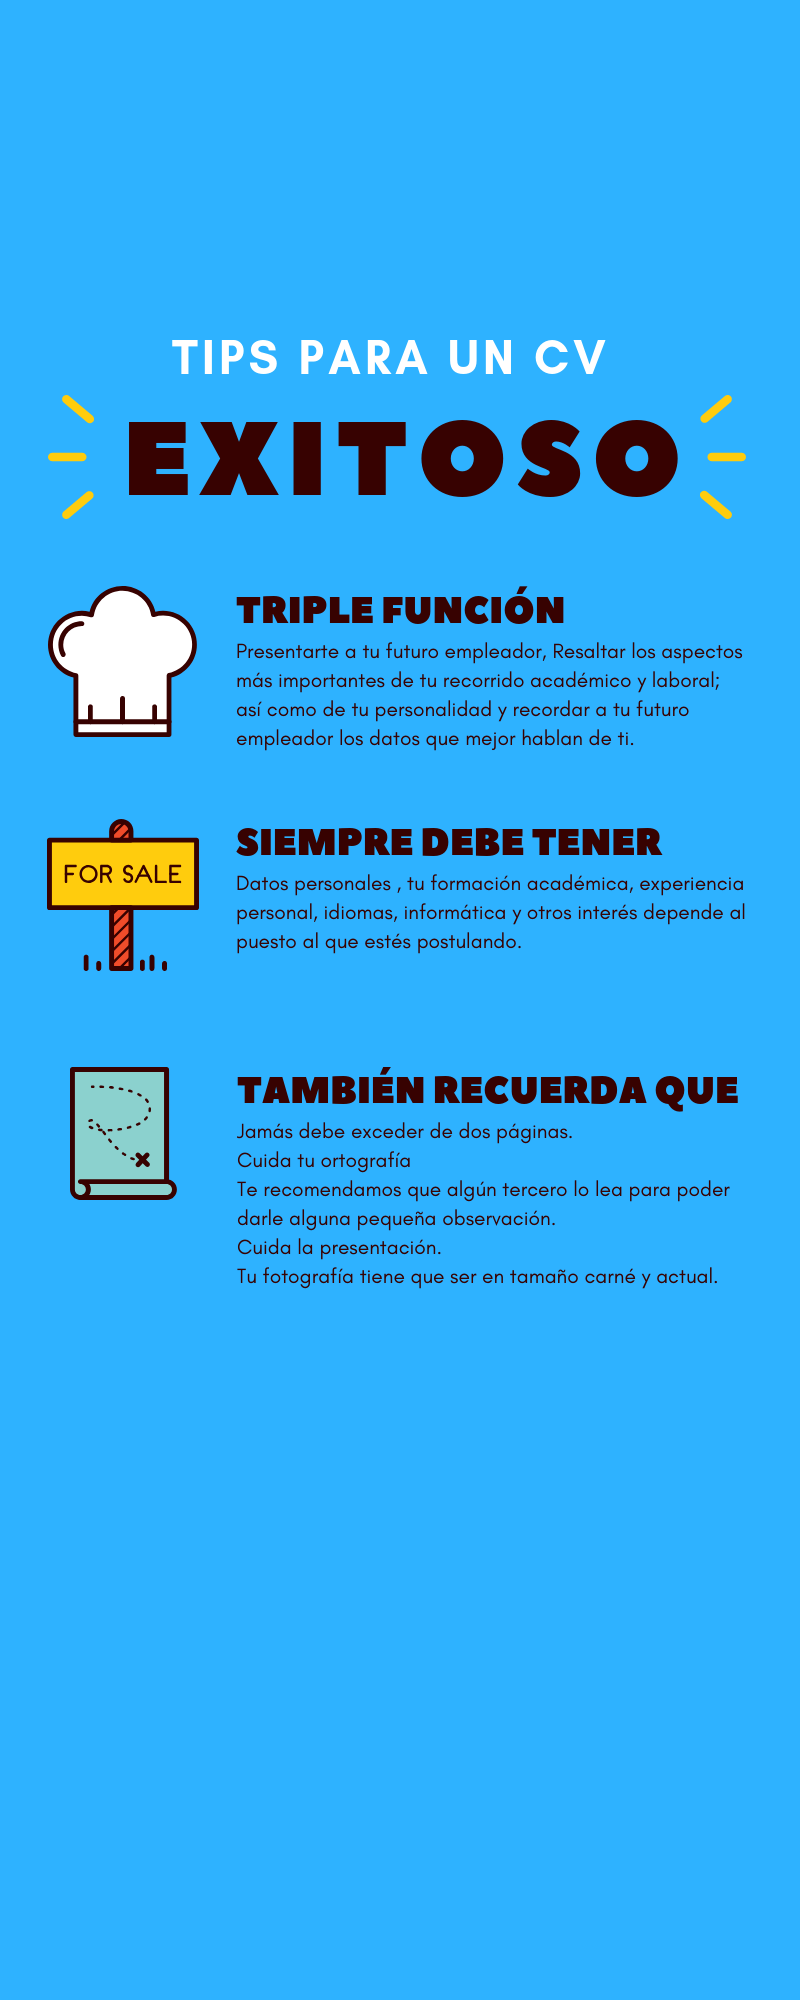 TIPS PARA UN CV
EXITOSO
TRIPLE FUNCIÓN
Presentarte a tu futuro empleador, Resaltar los aspectos
más importantes de tu recorrido académico y laboral;
así como de tu personalidad y recordar a tu futuro
empleador los datos que mejor hablan de ti.
FOR SALE
SIEMPRE DEBE TENER
Datos personales , tu formación académica, experiencia
personal, idiomas, informática y otros interés depende al
puesto al que estés postulando.
TAMBIÉN RECUERDA QUE
Jamás debe exceder de dos páginas.
Cuida tu ortografía
Te recomendamos que algún tercero lo lea para poder
darle alguna pequeña observación.
Cuida la presentación.
Tu fotografía tiene que ser en tamaño carné y actual.